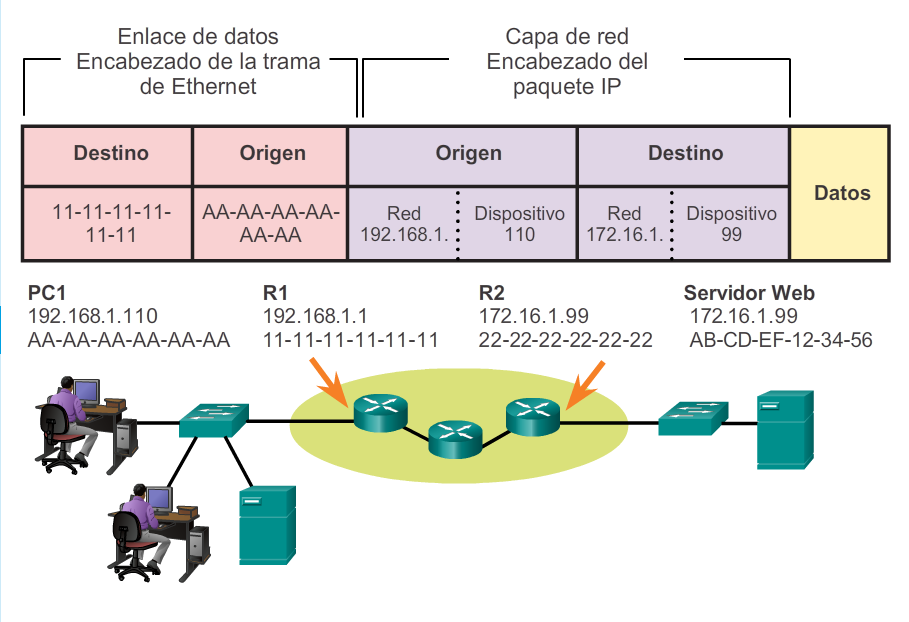 Enlace de datos
Encabezado de la trama
de Ethernet
Capa de red
Encabezado del
paquete IP
Destino
Origen
Origen
Destino
Datos
11-11-11-11-
11-11
AA-AA-AA-AA-
AA-AA
Red
192.168.1.
Dispositivo
110
Red
172.16.1.
Dispositivo
99
PC1
192.168.1.110
AA-AA-AA-AA-AA-AA
R1
192.168.1.1
11-11-11-11-11-11
R2
172.16.1.99
22-22-22-22-22-22
Servidor Web
172.16.1.99
AB-CD-EF-12-34-56